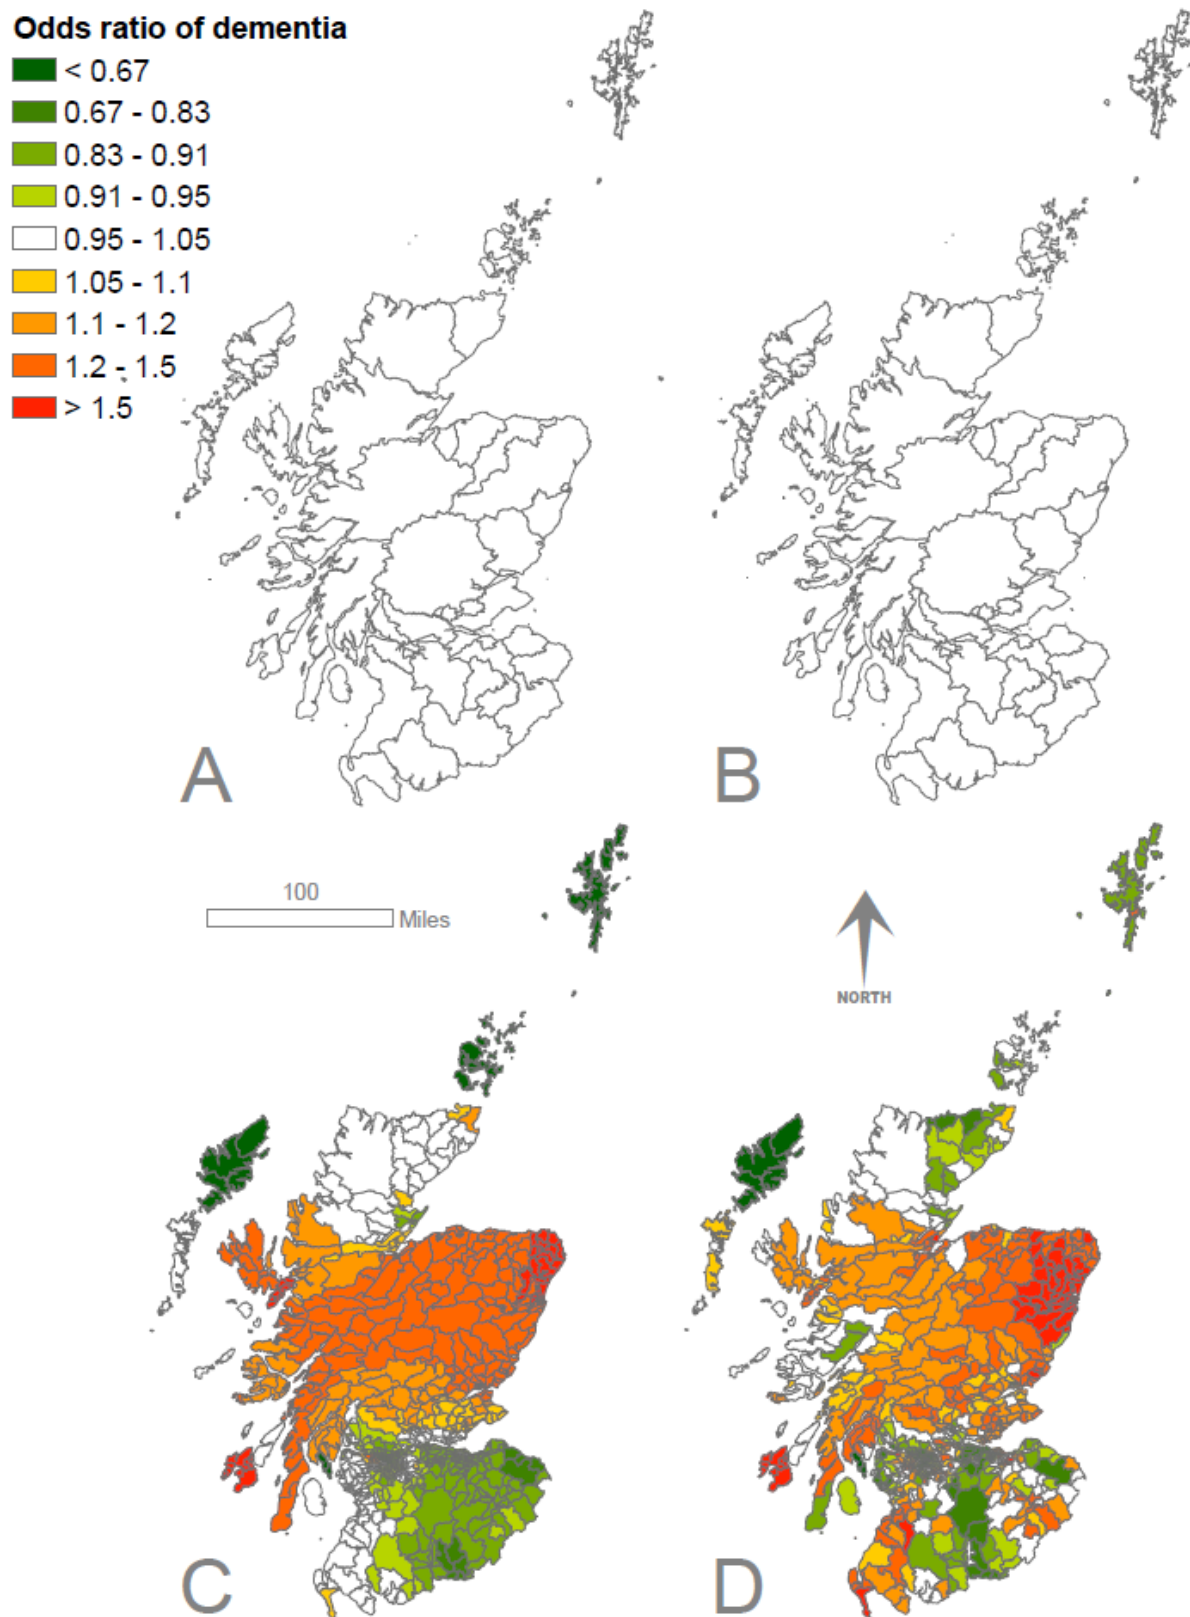 Odds ratio of dementia
< 0.67
0.67 - 0.83
0.83 - 0.91
0.91 - 0.95
0.95 - 1.05
1.05 - 1.1
1.1 - 1.2
1.2 - 1.5
> 1.5
A
B
100
Miles
NORTH
C
D